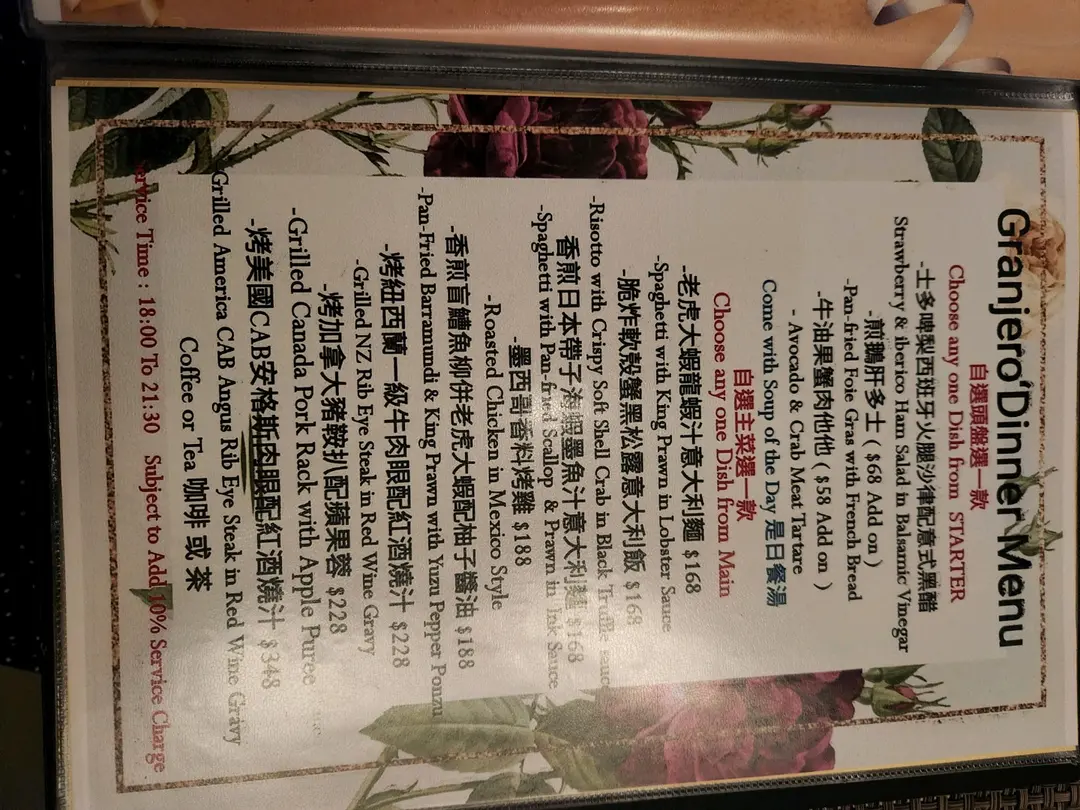 Granjero'Dinner Menu
自選頭盤選一款
Choose any one Dish from STARTER
-士多啤梨西班牙火腿沙律配意式黑醋
Strawberry & iberico Ham Salad in Balsamic Vinegar
-煎鵝肝多士 ( $68 Add on )
-Pan-fried Foie Gras with French Bread
-牛油果蟹肉他他 ( $58 Add on )
- Avocado & Crab Meat Tartare
Come with Soup of the Day 是日餐湯
自選主菜選一款
Choose any one Dish from Main
-老虎大蝦龍蝦汁意大利麵 $168
-Spaghetti with King Prawn in Lobster Sauce
-脆炸軟殼蟹黑松露意大利飯 $168
-Risotto with Crispy Soft Shell Crab in Black Truffle sauce
香煎日本帶子海蝦墨魚汁意大利麵 $168
-Spaghetti with Pan-fried Scallop & Prawn in Ink Sauce
-墨西哥香料烤雞 $188
-Roasted Chicken in Mexico Style
-香煎盲鰽魚柳併老虎大蝦配柚子醬油 $188
-Pan-Fried Barramundi & King Prawn with Yuzu Pepper Ponzu
-烤紐西蘭一級牛肉眼配紅酒燒汁 $228
-Grilled NZ Rib Eye Steak in Red Wine Gravy
-烤加拿大豬鞍扒配蘋果蓉 $228
-Grilled Canada Pork Rack with Apple Puree
-烤美國CAB安格斯肉眼配紅酒燒汁 $348
Grilled America CAB Angus Rib Eye Steak in Red Wine Gravy
Coffee or Tea 咖啡 或 茶
ervice Time : 18:00 To 21:30 Subject to Add 10% Service Charge